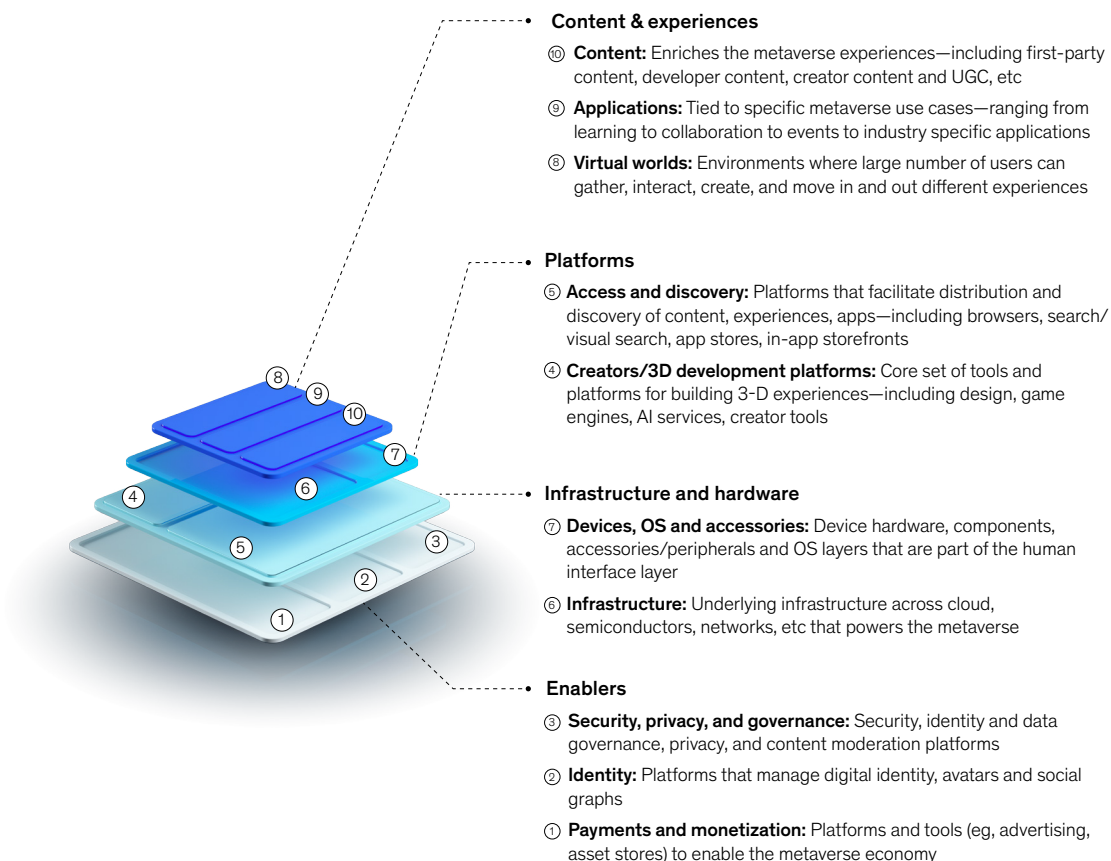 Content & experiences
⑩ Content: Enriches the metaverse experiences—including first-party
content, developer content, creator content and UGC, etc
⑨ Applications: Tied to specific metaverse use cases—ranging from
learning to collaboration to events to industry specific applications
⑧ Virtual worlds: Environments where large number of users can
gather, interact, create, and move in and out different experiences
Platforms
⑤ Access and discovery: Platforms that facilitate distribution and
discovery of content, experiences, apps—including browsers, search/
visual search, app stores, in-app storefronts
④ Creators/3D development platforms: Core set of tools and
platforms for building 3-D experiences—including design, game
engines, AI services, creator tools
8
9
10
7
6
4
5
3
2
1
Infrastructure and hardware
⑦ Devices, OS and accessories: Device hardware, components,
accessories/peripherals and OS layers that are part of the human
interface layer
⑥ Infrastructure: Underlying infrastructure across cloud,
semiconductors, networks, etc that powers the metaverse
Enablers
③ Security, privacy, and governance: Security, identity and data
governance, privacy, and content moderation platforms
② Identity: Platforms that manage digital identity, avatars and social
graphs
① Payments and monetization: Platforms and tools (eg, advertising,
asset stores) to enable the metaverse economy